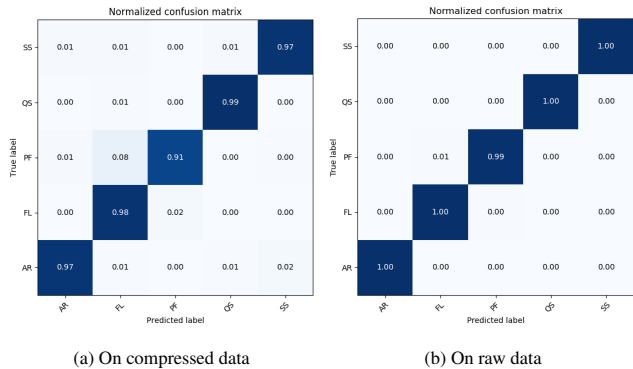 Normalized confusion matrix
SS 0.01 0.01 0.00 0.01 0.97
QS 0.00 0.01 0.00 0.99 0.00
PF 0.01 0.08 0.91 0.00 0.00
FL 0.00 0.98 0.02 0.00 0.00
AR 0.97 0.01 0.00 0.01 0.02
True label
AR FL PF QS SS
Predicted label
(a) On compressed data
Normalized confusion matrix
SS 0.00 0.00 0.00 0.00 1.00
QS 0.00 0.00 0.00 1.00 0.00
PF 0.00 0.01 0.99 0.00 0.00
FL 0.00 1.00 0.00 0.00 0.00
AR 1.00 0.00 0.00 0.00 0.00
True label
AR FL PF QS SS
Predicted label
(b) On raw data